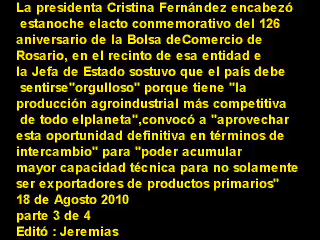 La presidenta Cristina Fernández encabezó
estanoche elacto conmemorativo del 126
aniversario de la Bolsa deComercio de
Rosario, en el recinto de esa entidad e
la Jefa de Estado sostuvo que el país debe
sentirse"orgulloso" porque tiene "la
producción agroindustrial más competitiva
de todo elplaneta",convocó a "aprovechar
esta oportunidad definitiva en términos de
intercambio" para "poder acumular
mayor capacidad técnica para no solamente
ser exportadores de productos primarios"
18 de Agosto 2010
parte 3 de 4
Editó : Jeremias